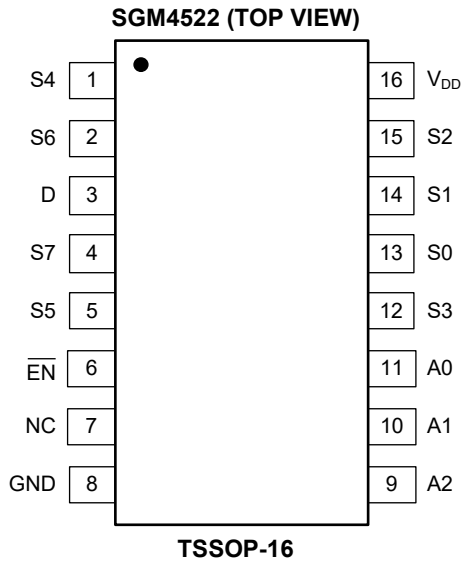 SGM4522 (TOP VIEW)
S4 1 16 VDD
S6 2 15 S2
D 3 14 S1
S7 4 13 S0
S5 5 12 S3
EN 6 11 A0
NC 7 10 A1
GND 8 9 A2
TSSOP-16